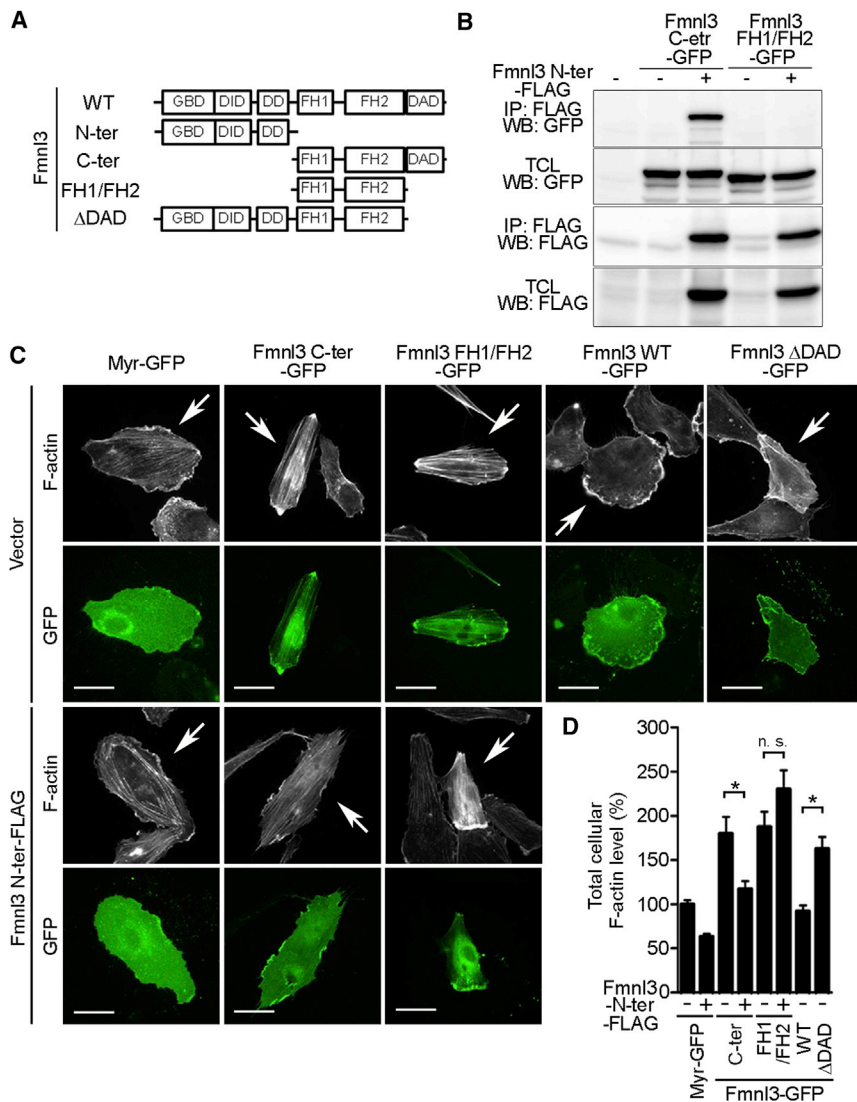 A
Fmnl3
WT
GBD DID DD FH1 FH2 DAD
N-ter
GBD DID DD
C-ter
FH1 FH2 DAD
FH1/FH2
FH1 FH2
ΔDAD
GBD DID DD FH1 FH2
B
Fmnl3
C-etr
-GFP
Fmnl3
FH1/FH2
-GFP
Fmnl3 N-ter
-FLAG
- - + - +
IP: FLAG
WB: GFP
TCL
WB: GFP
IP: FLAG
WB: FLAG
TCL
WB: FLAG
C
Myr-GFP
Fmnl3 C-ter
-GFP
Fmnl3 FH1/FH2
-GFP
Fmnl3 WT
-GFP
Fmnl3 ΔDAD
-GFP
Vector
F-actin
GFP
Fmnl3 N-ter-FLAG
F-actin
GFP
D
Total cellular
F-actin level (%)
300
250
200
150
100
50
0
n. s.
*
*
Fmnl3
-N-ter
-FLAG
- + - + - + - -
Myr-GFP
C-ter
FH1
/FH2
WT
ΔDAD
Fmnl3-GFP